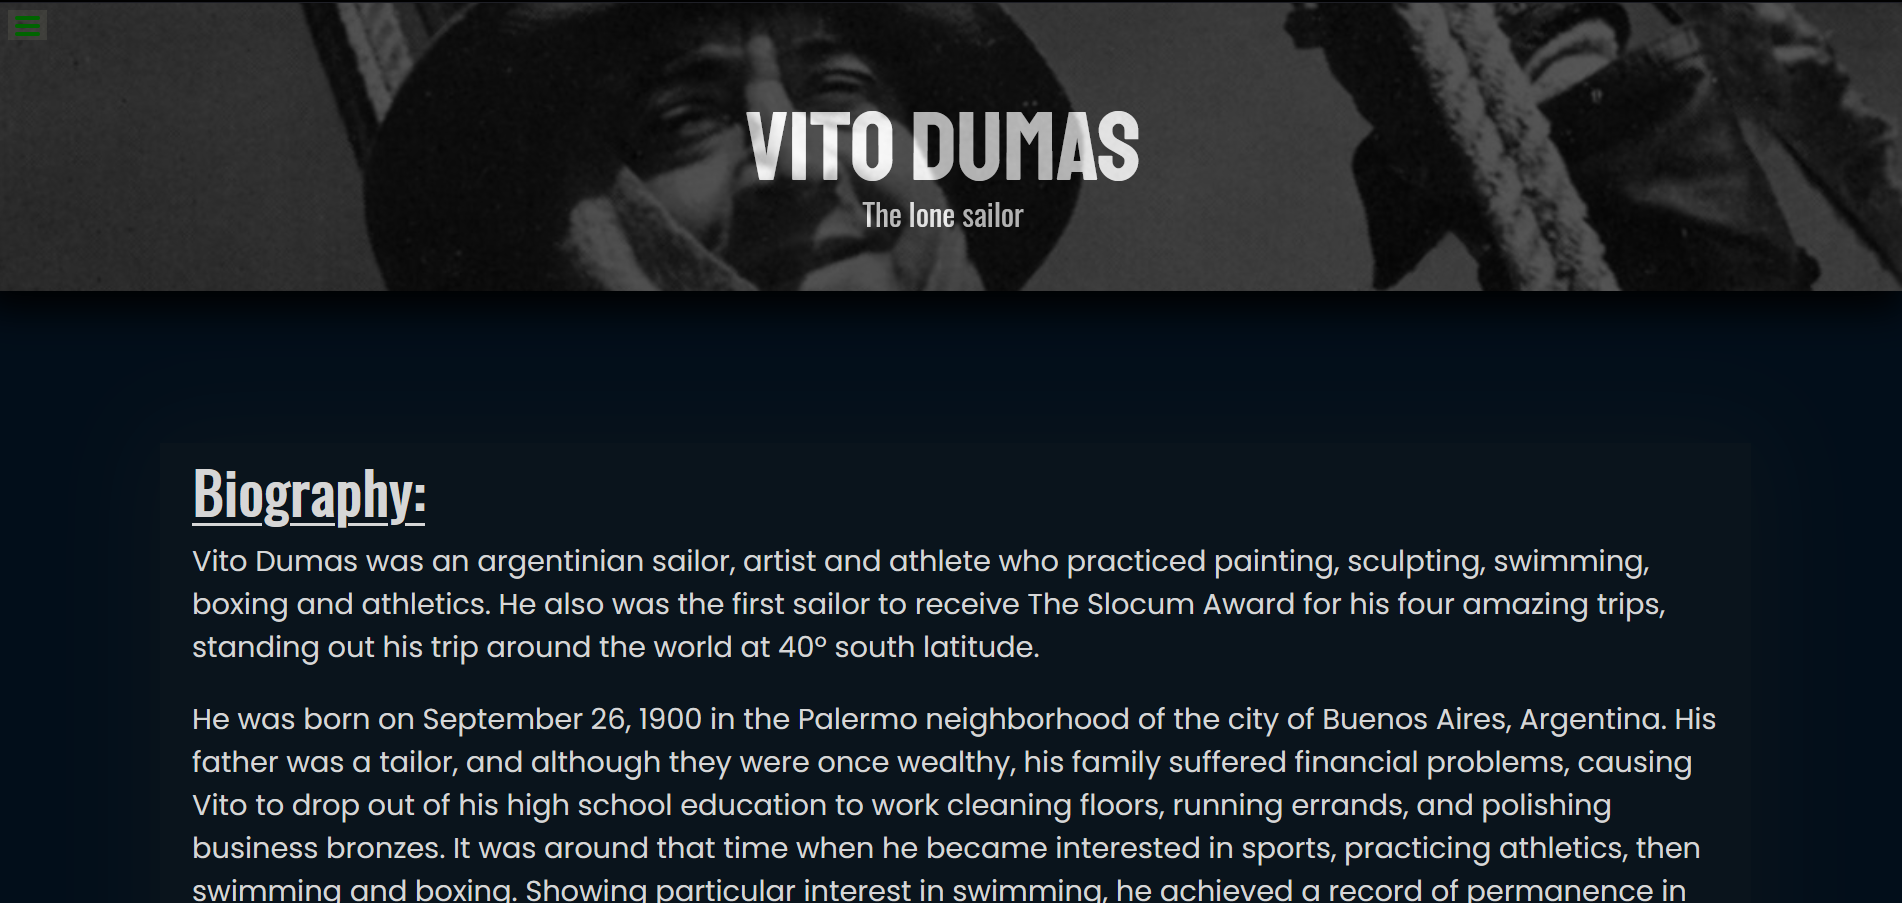 VITO DUMAS
The lone sailor
Biography:
Vito Dumas was an argentinian sailor, artist and athlete who practiced painting, sculpting, swimming,
boxing and athletics. He also was the first sailor to receive The Slocum Award for his four amazing trips,
standing out his trip around the world at 40º south latitude.
He was born on September 26, 1900 in the Palermo neighborhood of the city of Buenos Aires, Argentina. His
father was a tailor, and although they were once wealthy, his family suffered financial problems, causing
Vito to drop out of his high school education to work cleaning floors, running errands, and polishing
business bronzes. It was around that time when he became interested in sports, practicing athletics, then
swimming and boxing. Showing particular interest in swimming, he achieved a record of permanence in